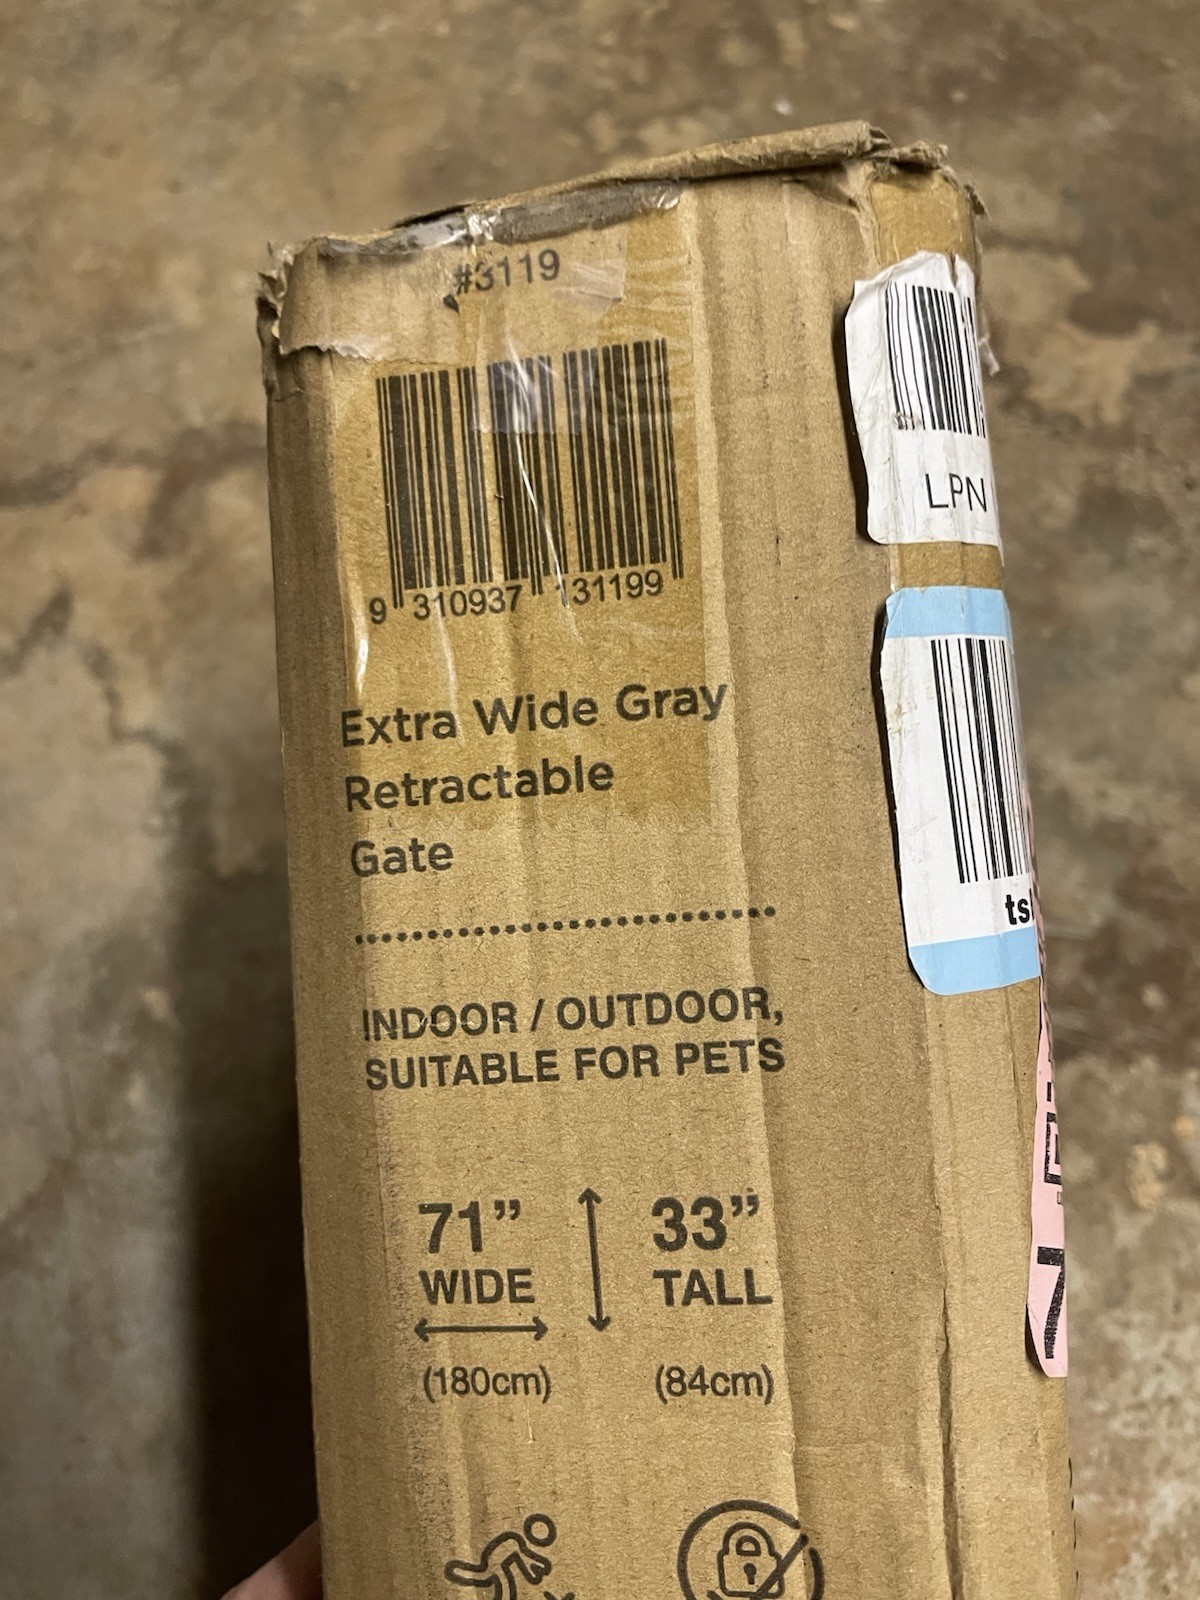 #3119
9 310937 131199
Extra Wide Gray
Retractable
Gate
INDOOR / OUTDOOR,
SUITABLE FOR PETS
71” 33”
WIDE TALL
(180cm) (84cm)
LPN